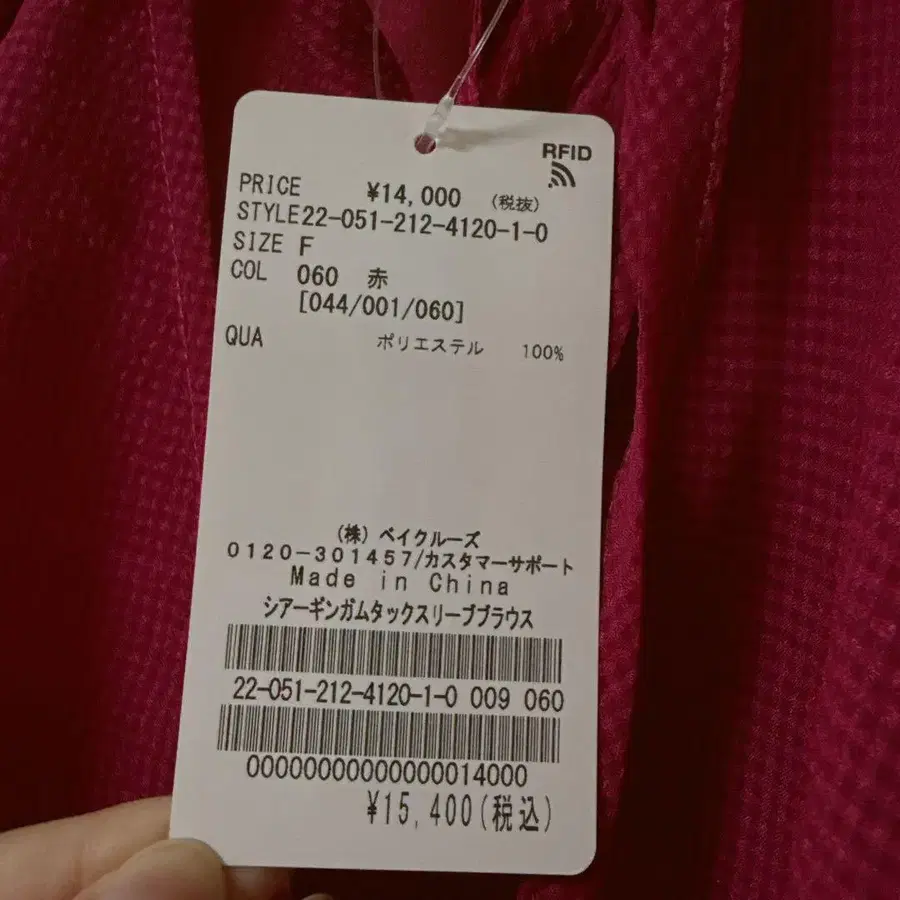 RFID
PRICE ¥14,000 (税抜)
STYLE22-051-212-4120-1-0
SIZE F
COL 060 赤
[044/001/060]
QUA ポリエステル 100%
(株) ベイクルーズ
0120-301457/カスタマーサポート
Made in China
シアーギンガムタックスリーブブラウス
22-051-212-4120-1-0 009 060
00000000000000014000
¥15,400(税込)